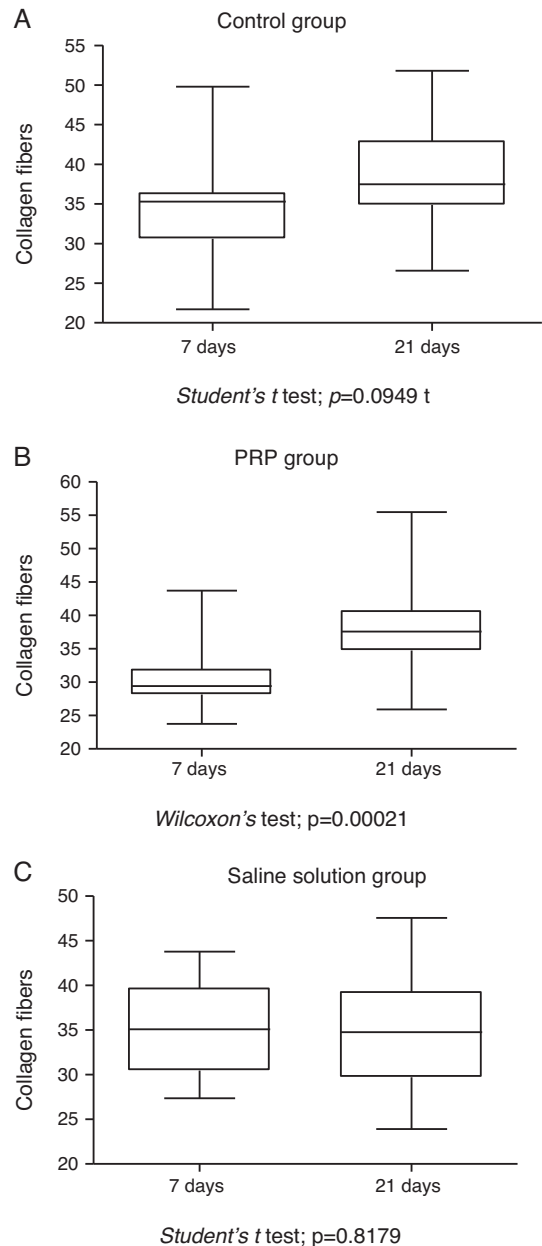 A
Control group
55
50
45
40
35
30
25
20
Collagen fibers
7 days
21 days
Student's t test; p=0.0949 t
B
PRP group
60
55
50
45
40
35
30
25
20
Collagen fibers
7 days
21 days
Wilcoxon's test; p=0.00021
C
Saline solution group
50
45
40
35
30
25
20
Collagen fibers
7 days
21 days
Student's t test; p=0.8179